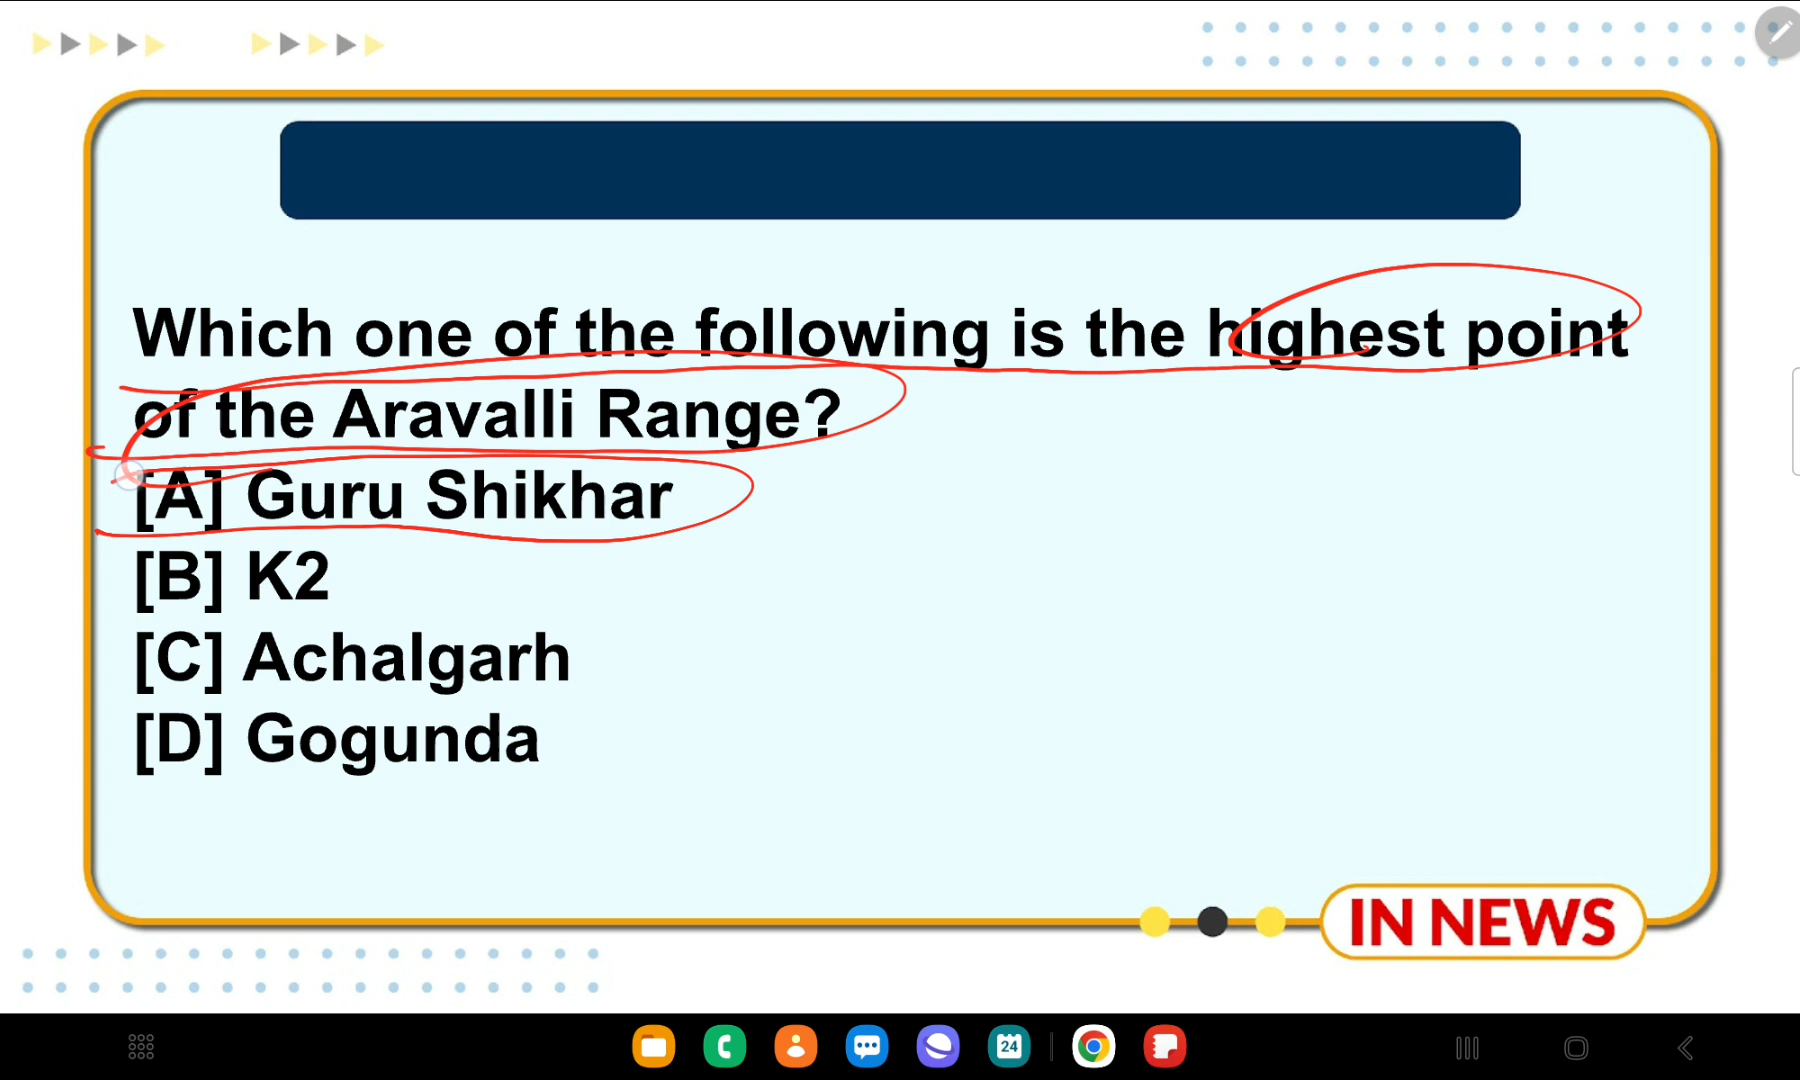 Which one of the following is the highest point
of the Aravalli Range?
[A] Guru Shikhar
[B] K2
[C] Achalgarh
[D] Gogunda
IN NEWS
24